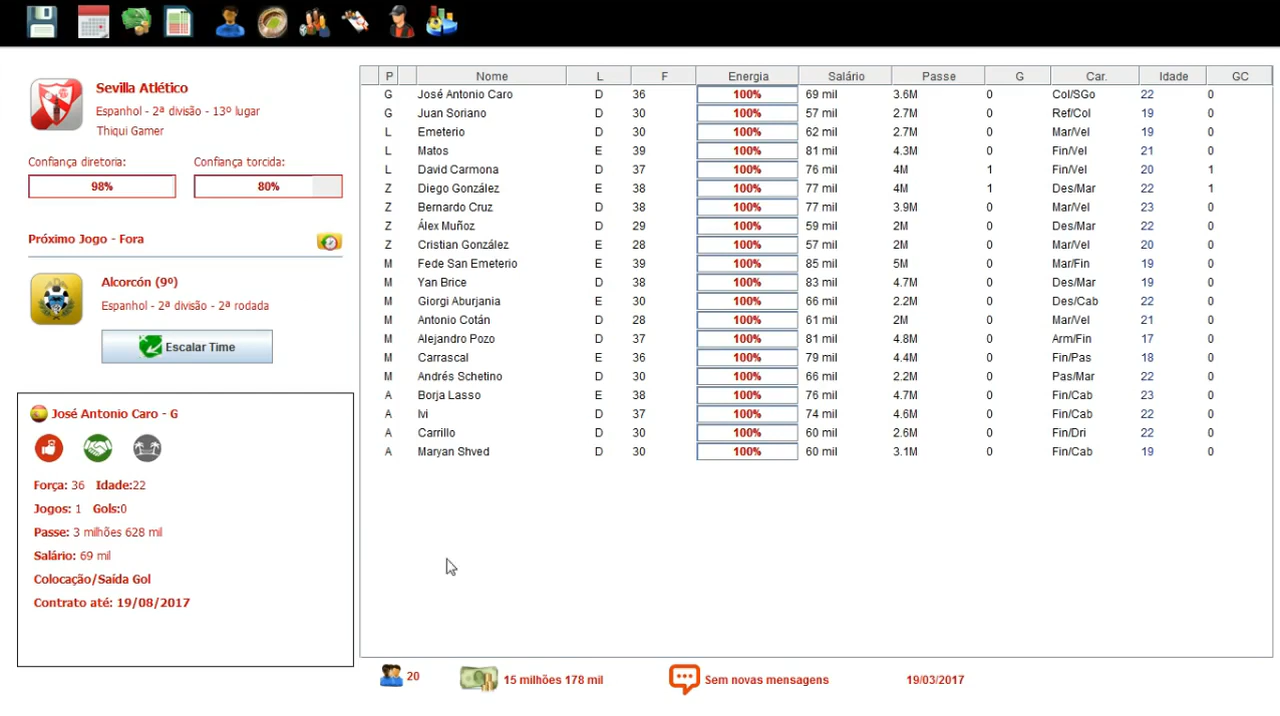 Sevilla Atlético
Espanhol - 2ª divisão - 13º lugar
Thiqui Gamer
Confiança diretoria: Confiança torcida:
98% 80%
Próximo Jogo - Fora
Alcorcón (9º)
Espanhol - 2ª divisão - 2ª rodada
Escalar Time
José Antonio Caro - G
Força: 36 Idade:22
Jogos: 1 Gols:0
Passe: 3 milhões 628 mil
Salário: 69 mil
Colocação/Saída Gol
Contrato até: 19/08/2017
P Nome L F Energia Salário Passe G Car. Idade GC
G José Antonio Caro D 36 100% 69 mil 3.6M 0 Col/SGo 22 0
G Juan Soriano D 30 100% 57 mil 2.7M 0 Ref/Col 19 0
L Emeterio D 30 100% 62 mil 2.7M 0 Mar/Vel 19 0
L Matos E 39 100% 81 mil 4.3M 0 Fin/Vel 21 0
L David Carmona D 37 100% 76 mil 4M 1 Fin/Vel 20 1
Z Diego González E 38 100% 77 mil 4M 1 Des/Mar 22 1
Z Bernardo Cruz D 38 100% 77 mil 3.9M 0 Mar/Vel 23 0
Z Álex Muñoz D 29 100% 59 mil 2M 0 Des/Mar 22 0
Z Cristian González E 28 100% 57 mil 2M 0 Mar/Vel 20 0
M Fede San Emeterio E 39 100% 85 mil 5M 0 Mar/Fin 19 0
M Yan Brice D 38 100% 83 mil 4.7M 0 Des/Mar 19 0
M Giorgi Aburjania E 30 100% 66 mil 2.2M 0 Des/Cab 22 0
M Antonio Cotán D 28 100% 61 mil 2M 0 Mar/Vel 21 0
M Alejandro Pozo D 37 100% 81 mil 4.8M 0 Arm/Fin 17 0
M Carrascal E 36 100% 79 mil 4.4M 0 Fin/Pas 18 0
M Andrés Schetino D 30 100% 66 mil 2.2M 0 Pas/Mar 22 0
A Borja Lasso E 38 100% 76 mil 4.7M 0 Fin/Cab 23 0
A Ivi D 37 100% 74 mil 4.6M 0 Fin/Cab 22 0
A Carrillo D 30 100% 60 mil 2.6M 0 Fin/Dri 22 0
A Maryan Shved D 30 100% 60 mil 3.1M 0 Fin/Cab 19 0
20 15 milhões 178 mil Sem novas mensagens 19/03/2017